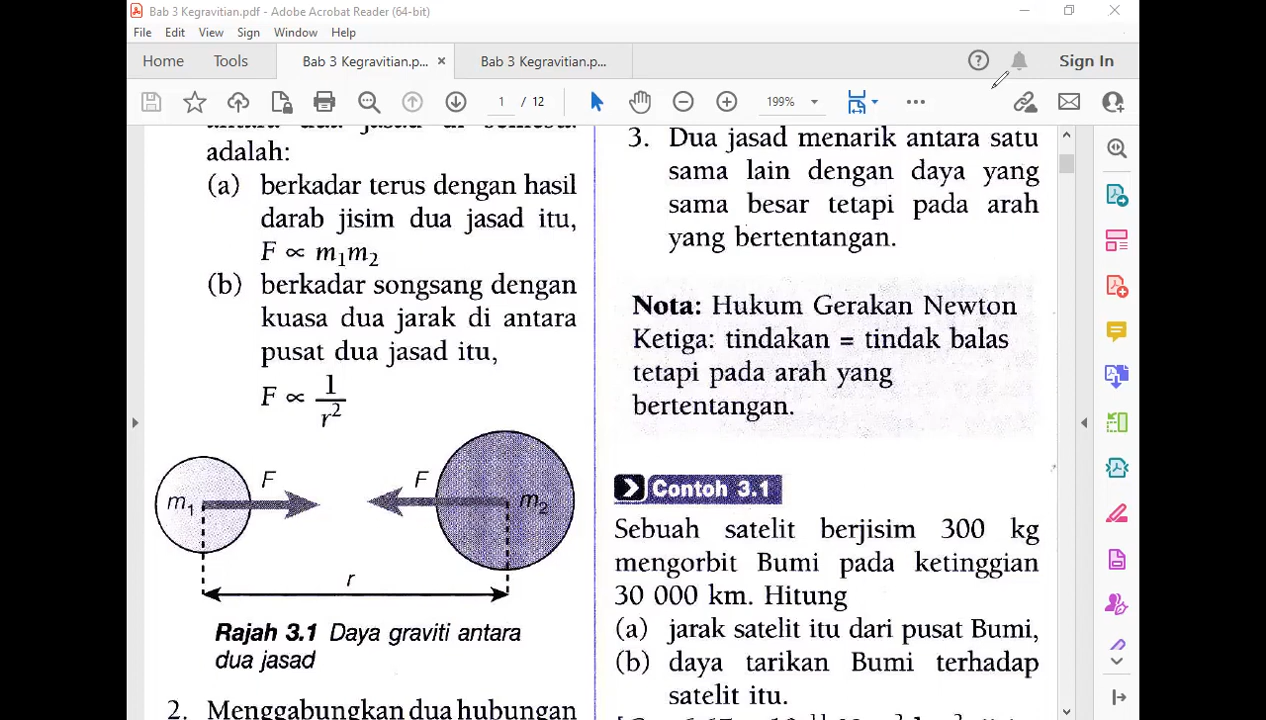 Bab 3 Kegravitian.pdf - Adobe Acrobat Reader (64-bit)
File Edit View Sign Window Help
Home Tools Bab 3 Kegravitian.p... × Bab 3 Kegravitian.p... ? Sign In
1 / 12 199%
adalah:
(a) berkadar terus dengan hasil
darab jisim dua jasad itu,
F ∝ m₁m₂
(b) berkadar songsang dengan
kuasa dua jarak di antara
pusat dua jasad itu,
F ∝ 1/r²
m₁ F F m₂
r
Rajah 3.1 Daya graviti antara
dua jasad
2. Menggabungkan dua hubungan
3. Dua jasad menarik antara satu
sama lain dengan daya yang
sama besar tetapi pada arah
yang bertentangan.
Nota: Hukum Gerakan Newton
Ketiga: tindakan = tindak balas
tetapi pada arah yang
bertentangan.
Contoh 3.1
Sebuah satelit berjisim 300 kg
mengorbit Bumi pada ketinggian
30 000 km. Hitung
(a) jarak satelit itu dari pusat Bumi,
(b) daya tarikan Bumi terhadap
satelit itu.